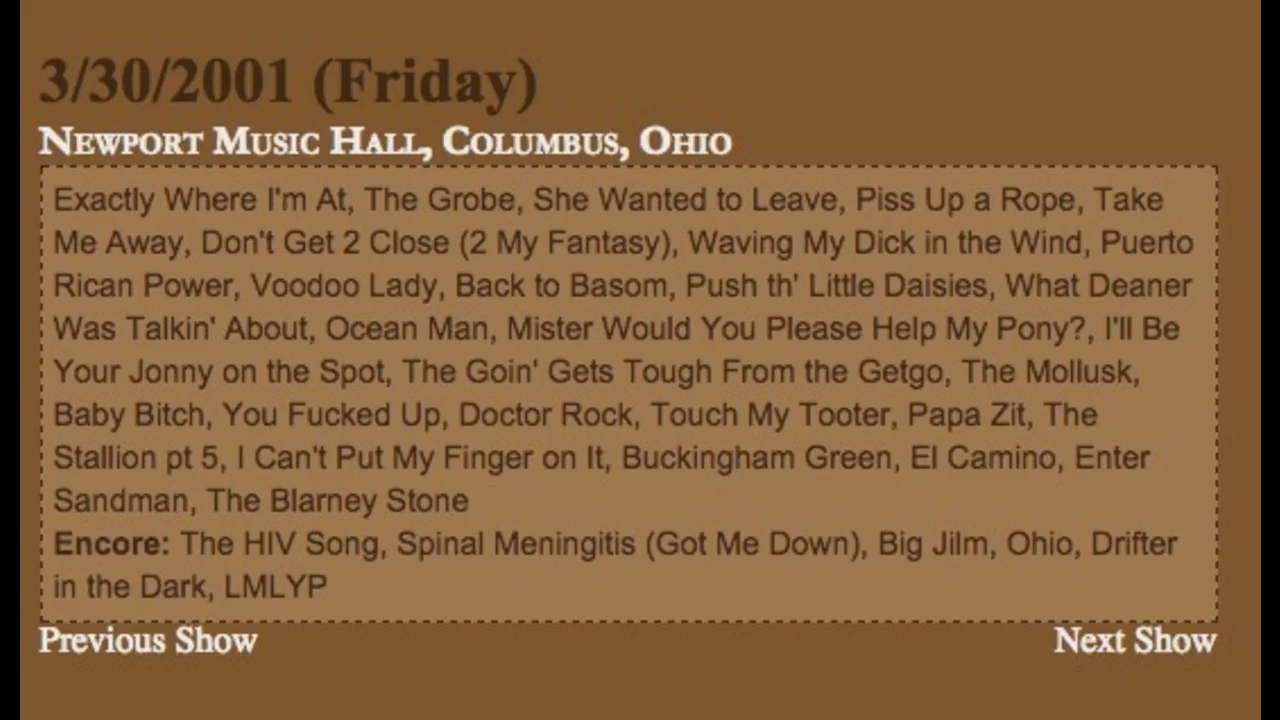 3/30/2001 (Friday)
Newport Music Hall, Columbus, Ohio
Exactly Where I'm At, The Grobe, She Wanted to Leave, Piss Up a Rope, Take
Me Away, Don't Get 2 Close (2 My Fantasy), Waving My Dick in the Wind, Puerto
Rican Power, Voodoo Lady, Back to Basom, Push th' Little Daisies, What Deaner
Was Talkin' About, Ocean Man, Mister Would You Please Help My Pony?, I'll Be
Your Jonny on the Spot, The Goin' Gets Tough From the Getgo, The Mollusk,
Baby Bitch, You Fucked Up, Doctor Rock, Touch My Tooter, Papa Zit, The
Stallion pt 5, I Can't Put My Finger on It, Buckingham Green, El Camino, Enter
Sandman, The Blarney Stone
Encore: The HIV Song, Spinal Meningitis (Got Me Down), Big Jilm, Ohio, Drifter
in the Dark, LMLYP
Previous Show
Next Show